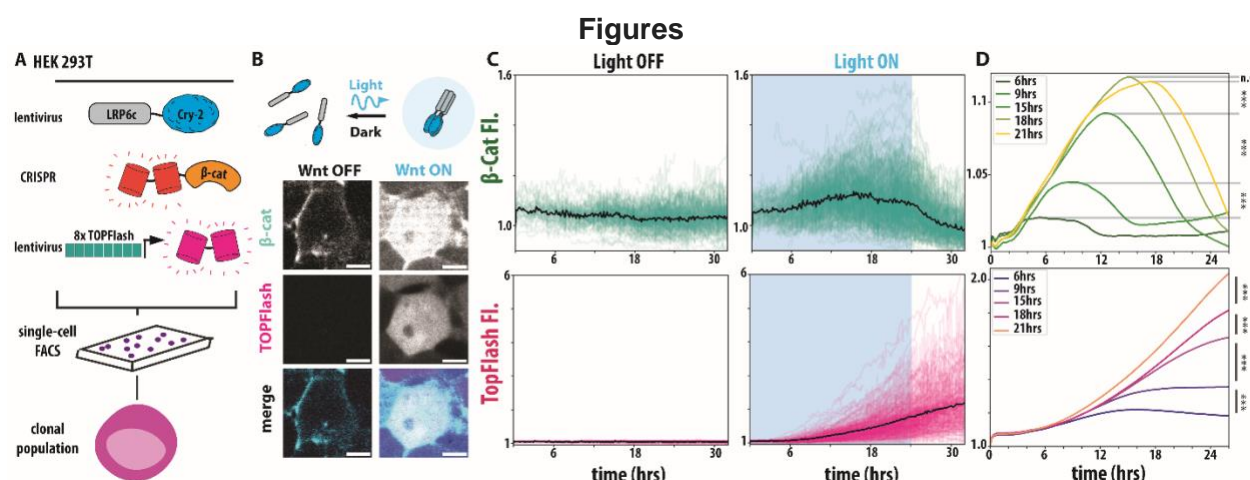 Figures
A HEK 293T
lentivirus LRP6c Cry-2
CRISPR β-cat
lentivirus 8x TOPFlash
single-cell
FACS
clonal
population
B
Light
Dark
Wnt OFF Wnt ON
β-cat
TOPFlash
merge
C Light OFF Light ON
β-Cat Fl.
1.6 1.6
1.0 1.0
6 18 30 6 18 30
TopFlash Fl.
6 6
1 1
6 18 30 6 18 30
time (hrs) time (hrs)
D
6hrs
9hrs
15hrs
18hrs
21hrs
1.1
1.05
1
0 6 12 18 24
n.
***
***
***
6hrs
9hrs
15hrs
18hrs
21hrs
2.0
1.0
0 6 12 18 24
***
***
***
***
time (hrs)